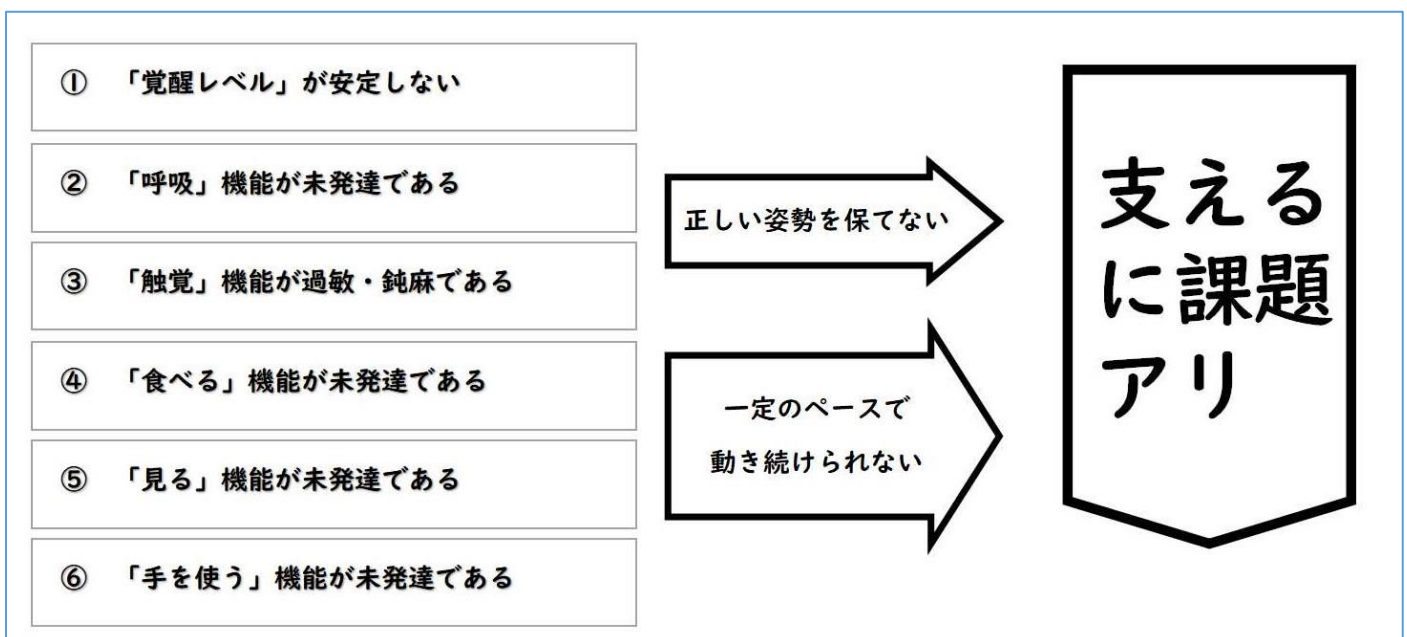 ① 「覚醒レベル」が安定しない
② 「呼吸」機能が未発達である
③ 「触覚」機能が過敏・鈍麻である
④ 「食べる」機能が未発達である
⑤ 「見る」機能が未発達である
⑥ 「手を使う」機能が未発達である
正しい姿勢を保てない
一定のペースで
動き続けられない
支える
に課題
アリ